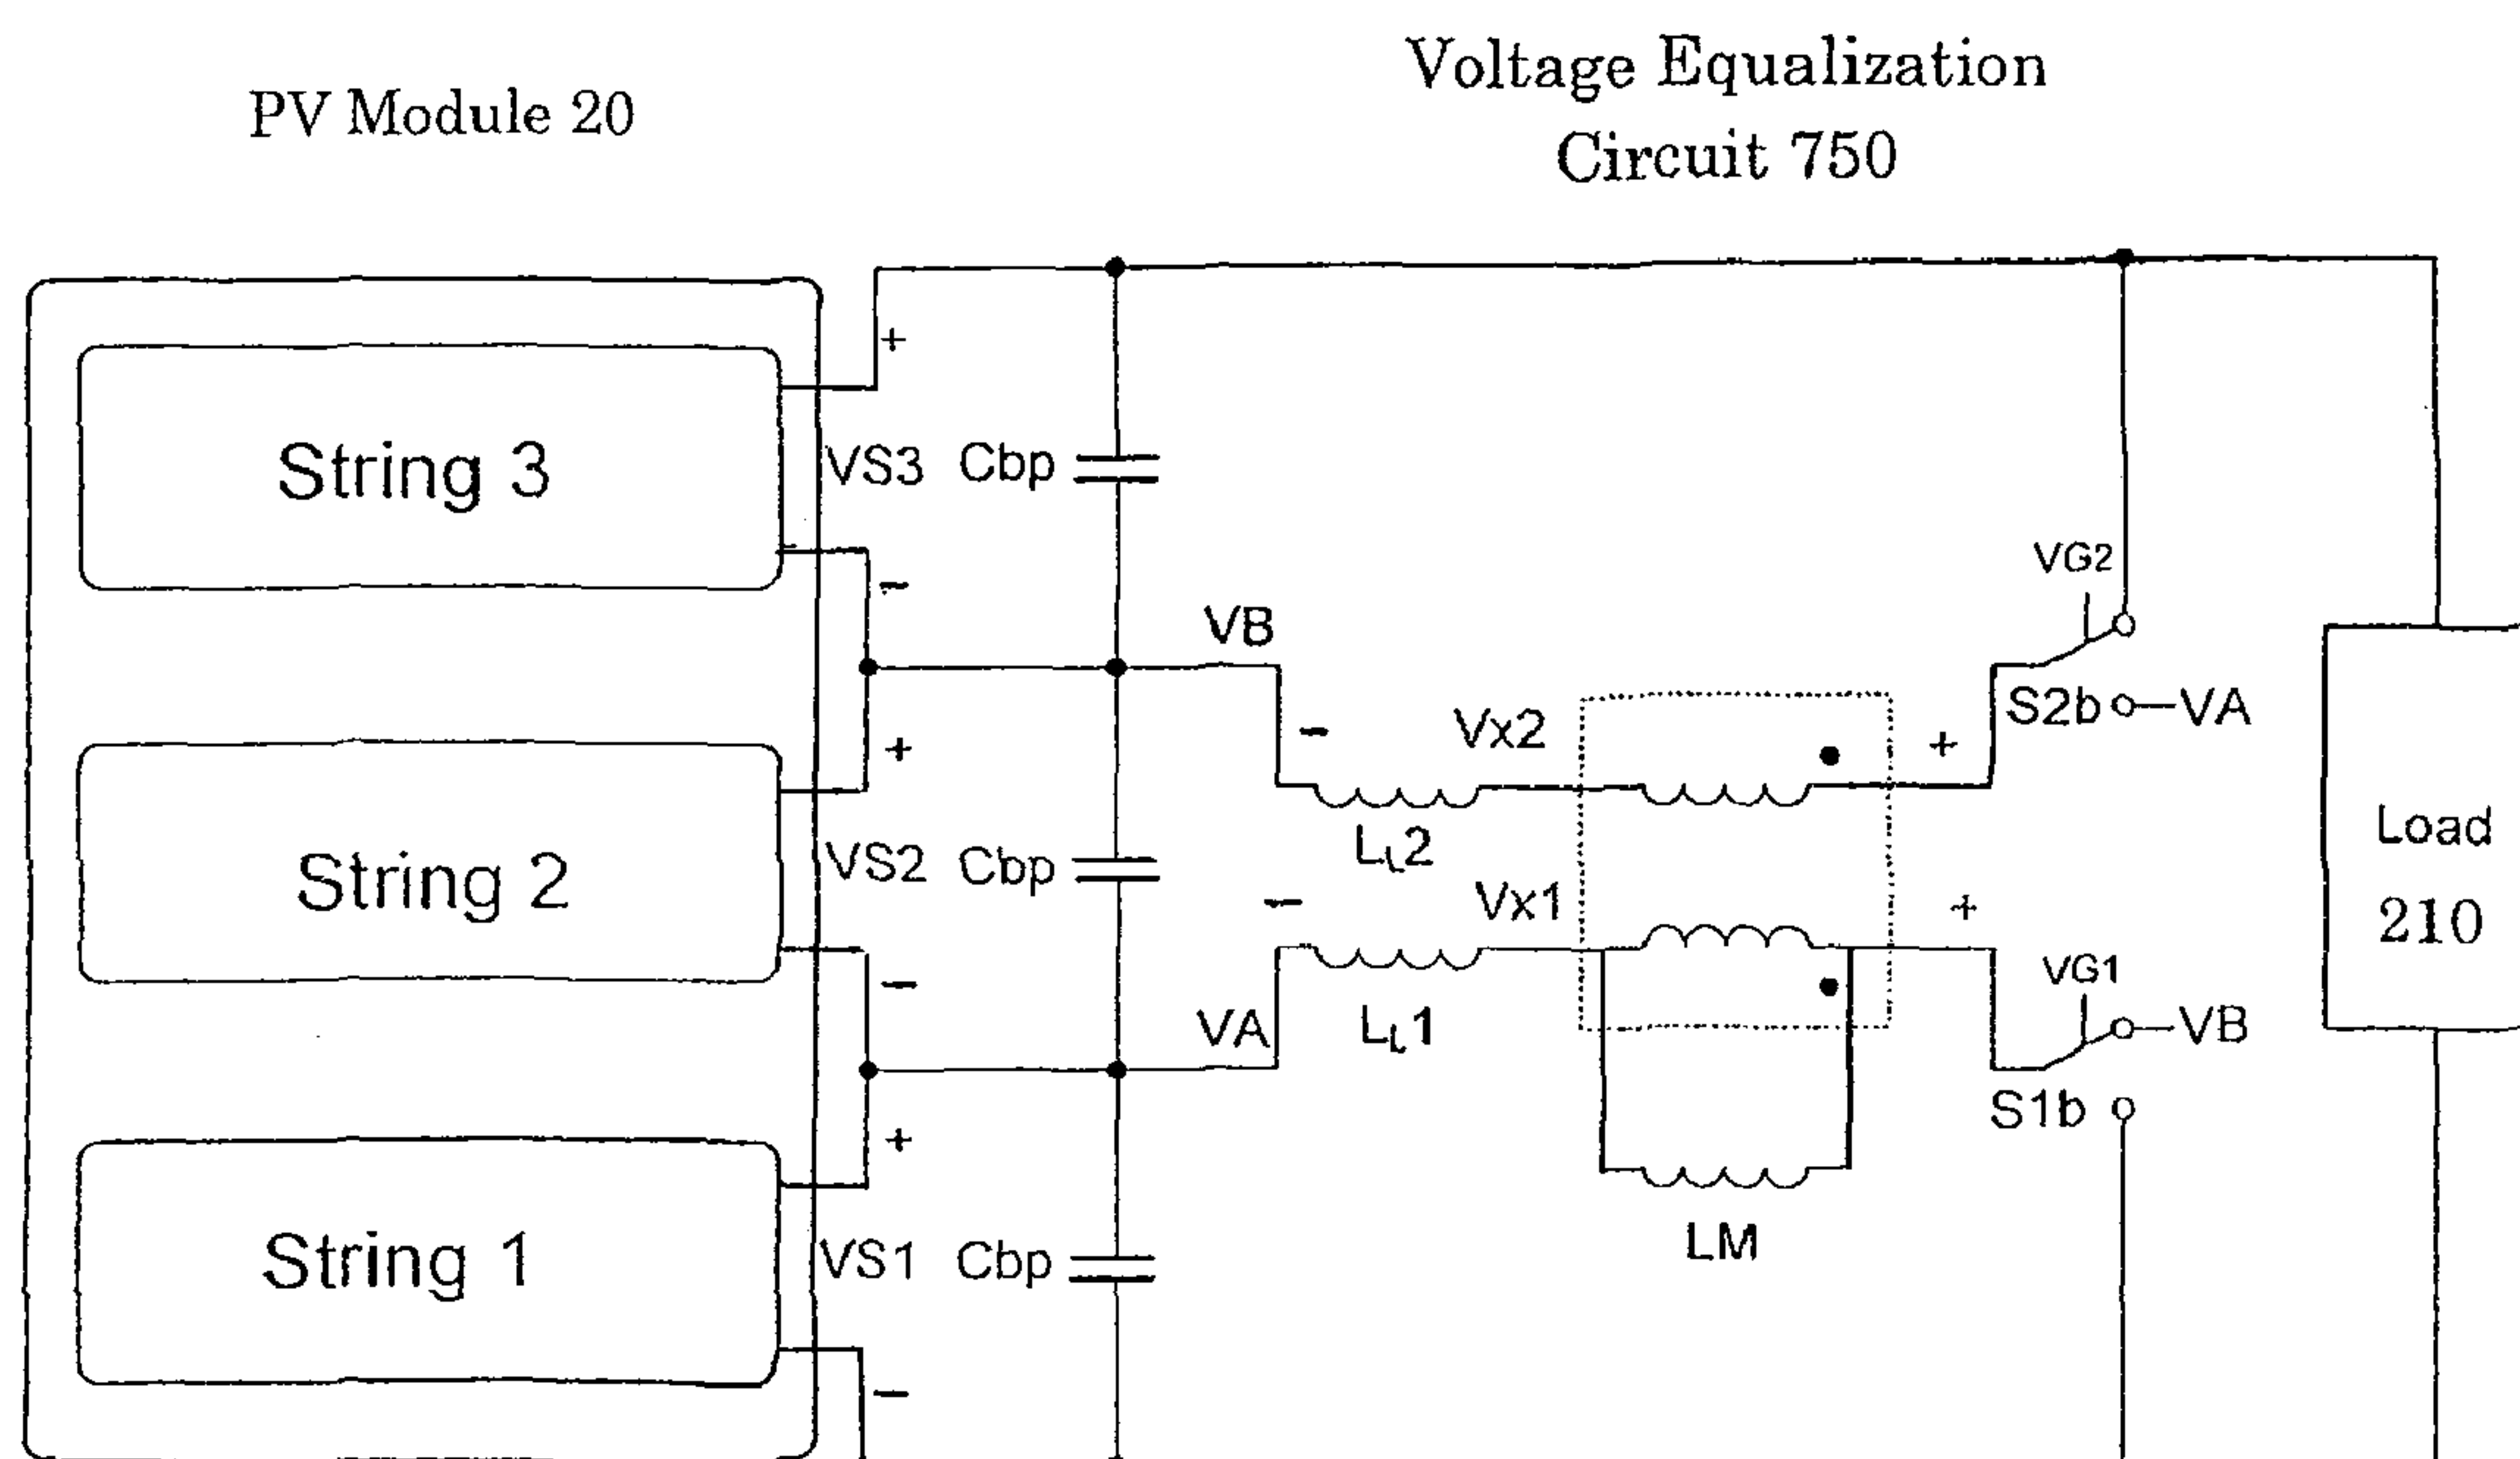 PV Module 20
Voltage Equalization
Circuit 750
+
String 3
VS3
Cbp
−
VB
VG2
S2b
VA
+
−
Vx2
+
String 2
VS2
Cbp
LL2
Load
210
−
Vx1
+
−
VA
LL1
VG1
VB
S1b
+
String 1
VS1
Cbp
LM
−